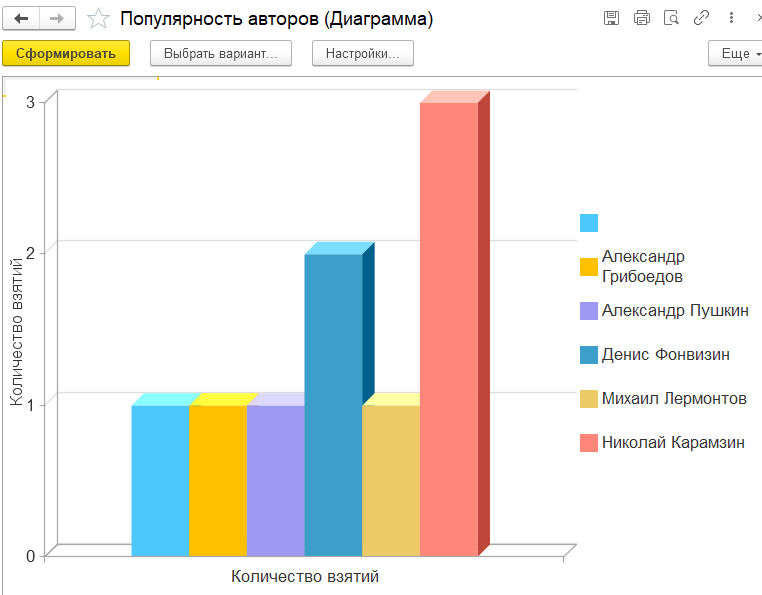 Популярность авторов (Диаграмма)
Сформировать
Выбрать вариант...
Настройки...
Еще
3
2
1
0
Количество взятий
Количество взятий
Александр
Грибоедов
Александр Пушкин
Денис Фонвизин
Михаил Лермонтов
Николай Карамзин